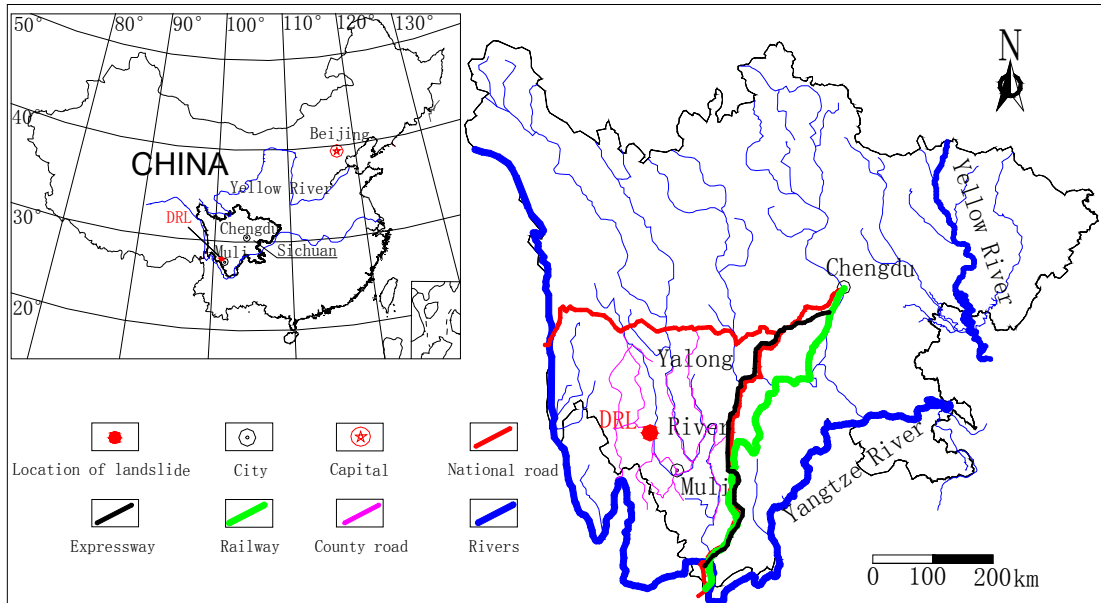 50°
80°
90°
100°
110°
120°
130°
40°
30°
20°
Beijing
CHINA
Yellow River
DRL
Chengdu
Muli
Sichuan
N
Yellow River
Chengdu
Yalong
DRL
River
Muli
Yangtze River
Location of landslide
City
Capital
National road
Expressway
Railway
County road
Rivers
0 100 200km